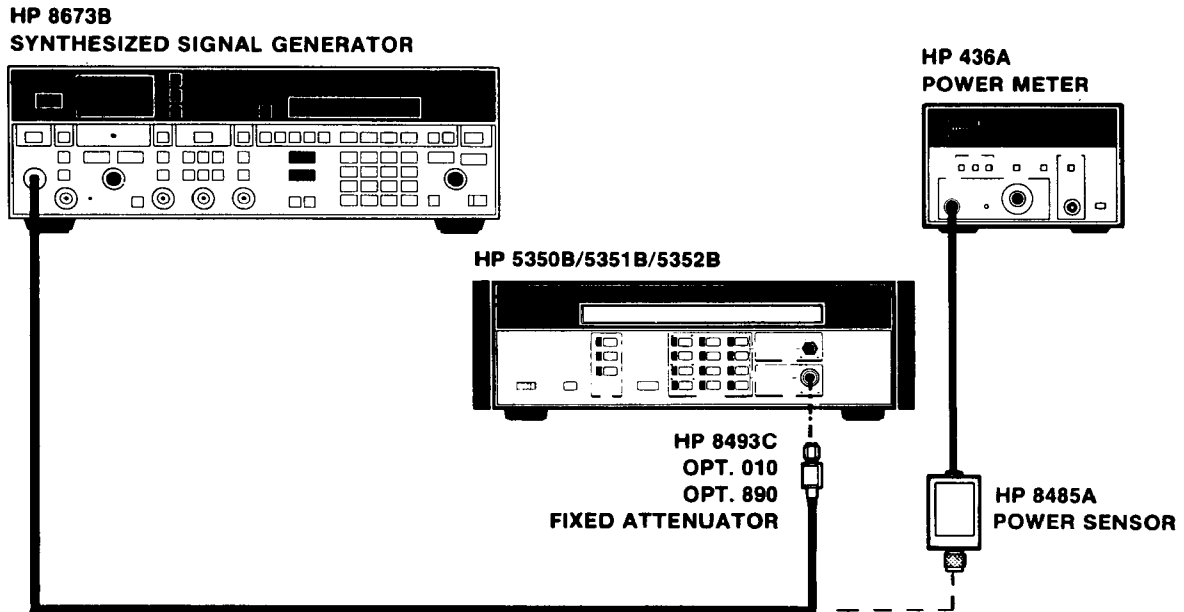 HP 8673B
SYNTHESIZED SIGNAL GENERATOR
HP 436A
POWER METER
HP 5350B/5351B/5352B
HP 8493C
OPT. 010
OPT. 890
FIXED ATTENUATOR
HP 8485A
POWER SENSOR